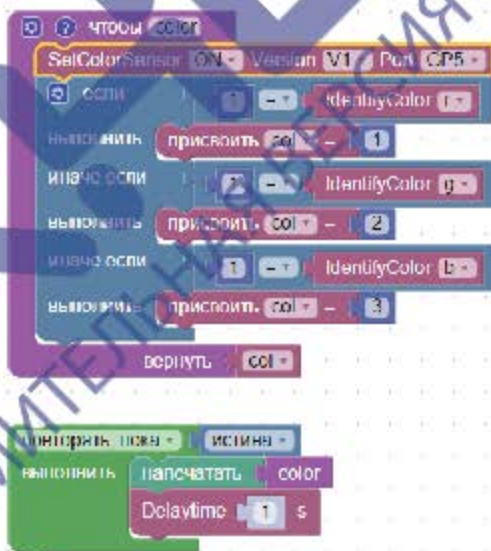 чтобы color
SetColorSensor ON Version V1 Port GP5
если 1 = IdentifyColor r
выполнить присвоить col = 1
иначе если 1 = IdentifyColor g
выполнить присвоить col = 2
иначе если 1 = IdentifyColor b
выполнить присвоить col = 3
вернуть col
повторять пока истина
выполнить напечатать color
Delaytime 1 s